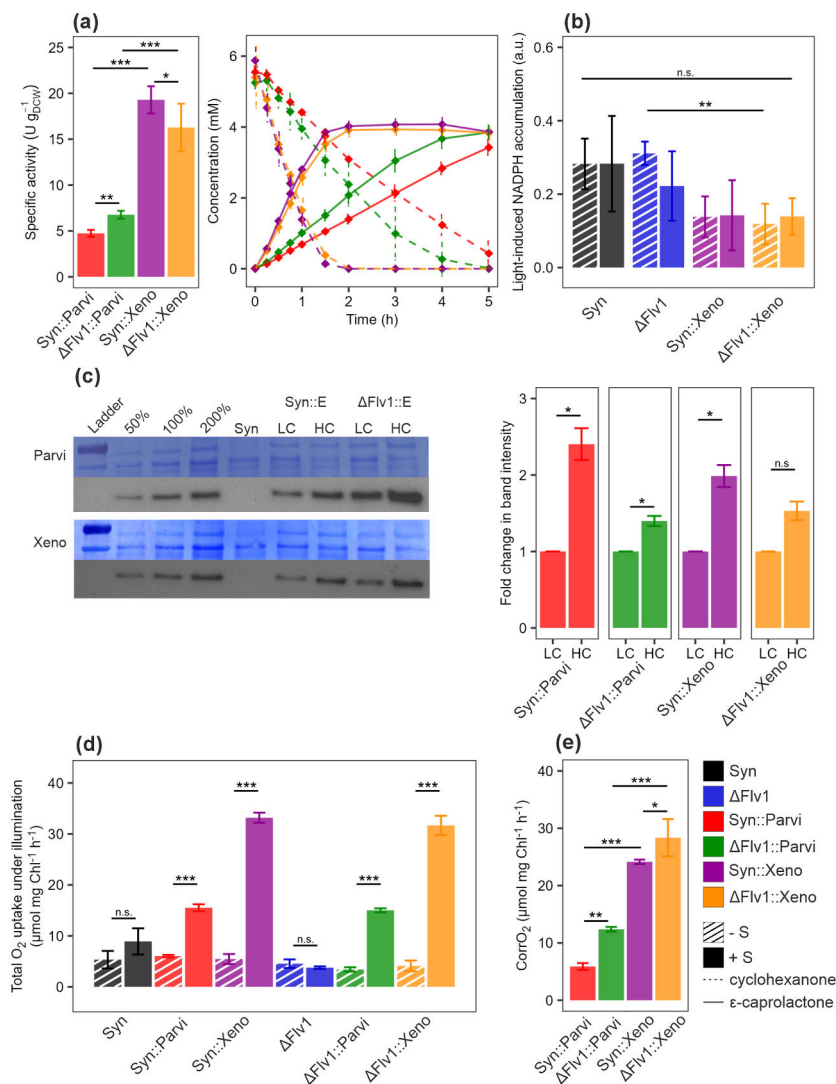 (a)
Specific activity (U g⁻¹DCW)
25
20
15
10
5
0
***
***
*
**
Syn::Parvi
ΔFlv1::Parvi
Syn::Xeno
ΔFlv1::Xeno
Concentration (mM)
6
4
2
0
0
1
2
3
4
5
Time (h)
(b)
Light-induced NADPH accumulation (a.u.)
0.6
0.4
0.2
0.0
n.s.
**
Syn
ΔFlv1
Syn::Xeno
ΔFlv1::Xeno
(c)
Syn::E ΔFlv1::E
Ladder 50% 100% 200% Syn LC HC LC HC
Parvi
Xeno
Fold change in band intensity
3
2
1
0
*
*
*
n.s
LC HC LC HC LC HC LC HC
Syn::Parvi
ΔFlv1::Parvi
Syn::Xeno
ΔFlv1::Xeno
(d)
Total O₂ uptake under illumination
(μmol mg Chl⁻¹ h⁻¹)
40
30
20
10
0
n.s.
***
***
n.s.
***
***
Syn
Syn::Parvi
Syn::Xeno
ΔFlv1
ΔFlv1::Parvi
ΔFlv1::Xeno
(e)
CorrO₂ (μmol mg Chl⁻¹ h⁻¹)
40
30
20
10
0
***
***
*
**
Syn::Parvi
ΔFlv1::Parvi
Syn::Xeno
ΔFlv1::Xeno
Syn
ΔFlv1
Syn::Parvi
ΔFlv1::Parvi
Syn::Xeno
ΔFlv1::Xeno
- S
+ S
cyclohexanone
ε-caprolactone